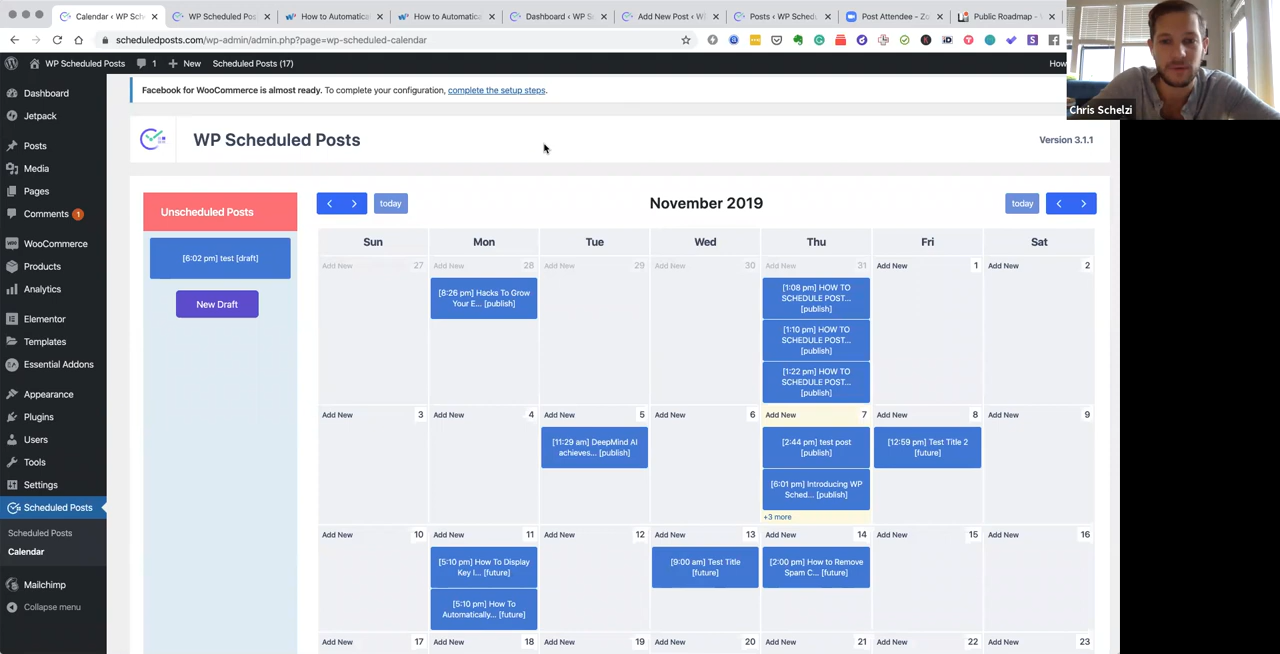 Calendar ‹ WP Sch
WP Scheduled Pos
How to Automatica
How to Automatica
Dashboard ‹ WP Sc
Add New Post ‹ W
Posts ‹ WP Sched
Post Attendee - Zo
Public Roadmap -
scheduledposts.com/wp-admin/admin.php?page=wp-scheduled-calendar
WP Scheduled Posts
1
+ New
Scheduled Posts (17)
How
Chris Schelzi
Dashboard
Jetpack
Posts
Media
Pages
Comments 1
WooCommerce
Products
Analytics
Elementor
Templates
Essential Addons
Appearance
Plugins
Users
Tools
Settings
Scheduled Posts
Scheduled Posts
Calendar
Mailchimp
Collapse menu
Facebook for WooCommerce is almost ready. To complete your configuration, complete the setup steps.
WP Scheduled Posts
Version 3.1.1
Unscheduled Posts
[6:02 pm] test [draft]
New Draft
today
November 2019
today
Sun Mon Tue Wed Thu Fri Sat
Add New 27 Add New 28 Add New 29 Add New 30 Add New 31 Add New 1 Add New 2
[8:26 pm] Hacks To Grow
Your E... [publish]
[1:08 pm] HOW TO
SCHEDULE POST...
[publish]
[1:10 pm] HOW TO
SCHEDULE POST...
[publish]
[1:22 pm] HOW TO
SCHEDULE POST...
[publish]
Add New 3 Add New 4 Add New 5 Add New 6 Add New 7 Add New 8 Add New 9
[11:29 am] DeepMind AI
achieves... [publish]
[2:44 pm] test post
[publish]
[6:01 pm] Introducing WP
Sched... [publish]
+3 more
[12:59 pm] Test Title 2
[future]
Add New 10 Add New 11 Add New 12 Add New 13 Add New 14 Add New 15 Add New 16
[5:10 pm] How To Display
Key I... [future]
[5:10 pm] How To
Automatically... [future]
[9:00 am] Test Title
[future]
[2:00 pm] How to Remove
Spam C... [future]
Add New 17 Add New 18 Add New 19 Add New 20 Add New 21 Add New 22 Add New 23